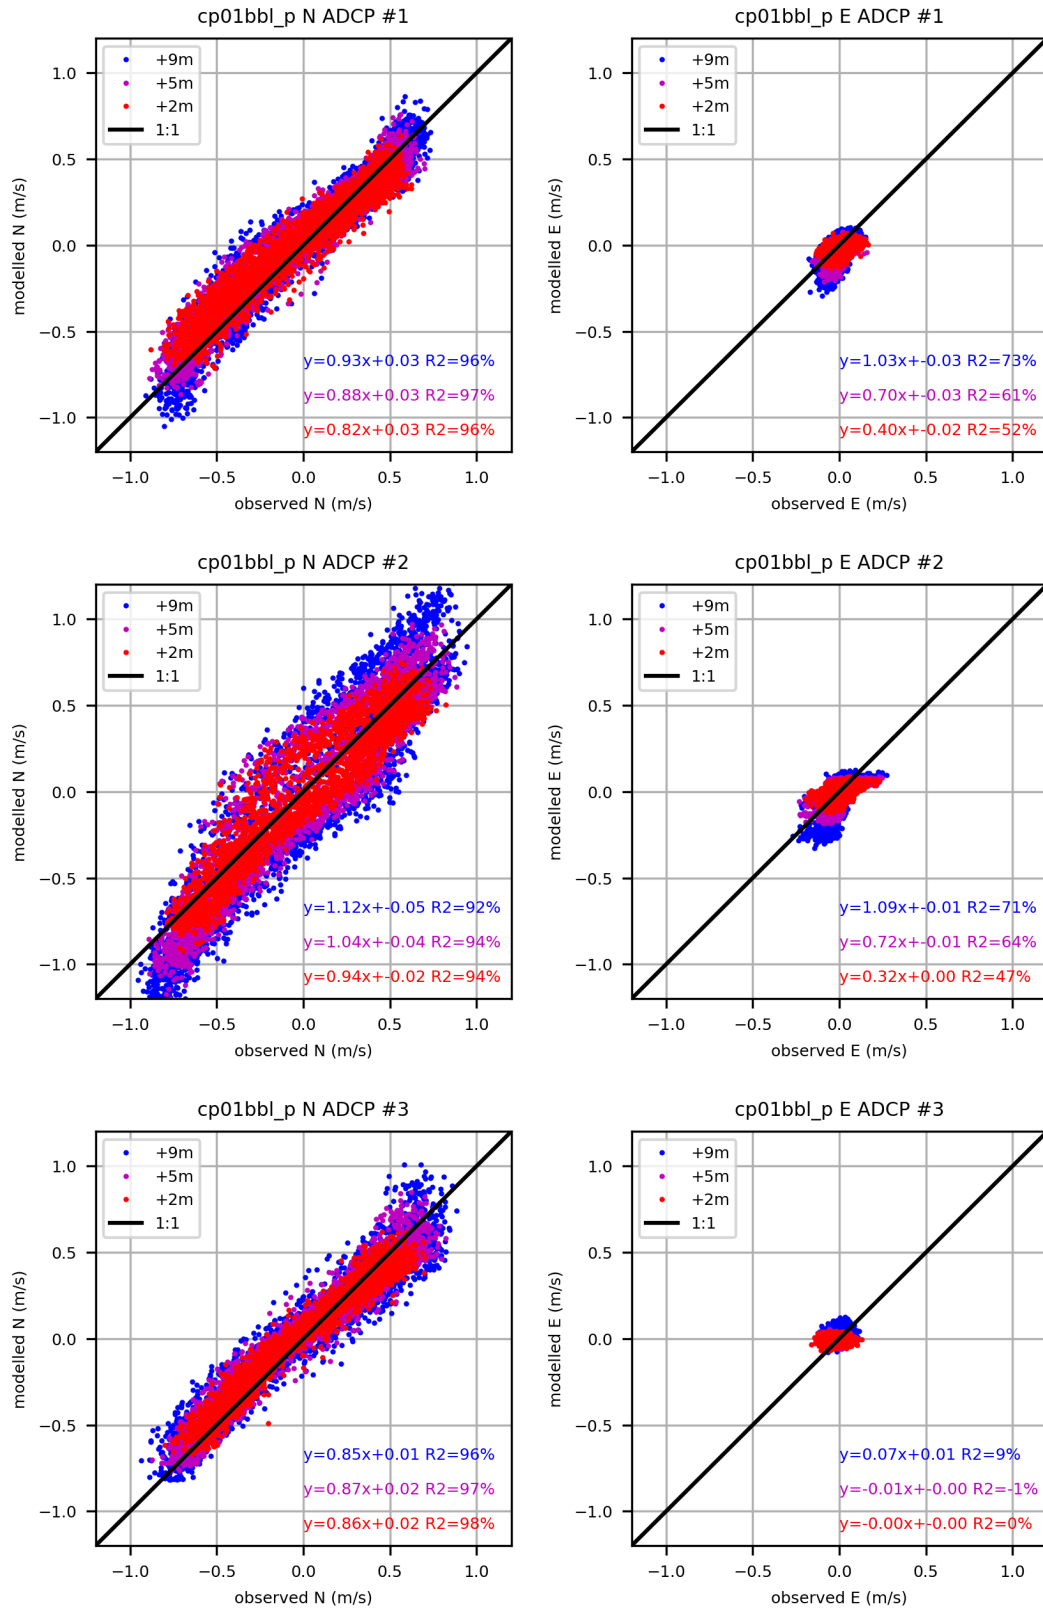 cp01bbl_p N ADCP #1
+9m
+5m
+2m
1:1
1.0
0.5
0.0
−0.5
−1.0
modelled N (m/s)
y=0.93x+0.03 R2=96%
y=0.88x+0.03 R2=97%
y=0.82x+0.03 R2=96%
−1.0 −0.5 0.0 0.5 1.0
observed N (m/s)
cp01bbl_p E ADCP #1
+9m
+5m
+2m
1:1
1.0
0.5
0.0
−0.5
−1.0
modelled E (m/s)
y=1.03x+-0.03 R2=73%
y=0.70x+-0.03 R2=61%
y=0.40x+-0.02 R2=52%
−1.0 −0.5 0.0 0.5 1.0
observed E (m/s)
cp01bbl_p N ADCP #2
+9m
+5m
+2m
1:1
1.0
0.5
0.0
−0.5
−1.0
modelled N (m/s)
y=1.12x+-0.05 R2=92%
y=1.04x+-0.04 R2=94%
y=0.94x+-0.02 R2=94%
−1.0 −0.5 0.0 0.5 1.0
observed N (m/s)
cp01bbl_p E ADCP #2
+9m
+5m
+2m
1:1
1.0
0.5
0.0
−0.5
−1.0
modelled E (m/s)
y=1.09x+-0.01 R2=71%
y=0.72x+-0.01 R2=64%
y=0.32x+0.00 R2=47%
−1.0 −0.5 0.0 0.5 1.0
observed E (m/s)
cp01bbl_p N ADCP #3
+9m
+5m
+2m
1:1
1.0
0.5
0.0
−0.5
−1.0
modelled N (m/s)
y=0.85x+0.01 R2=96%
y=0.87x+0.02 R2=97%
y=0.86x+0.02 R2=98%
−1.0 −0.5 0.0 0.5 1.0
observed N (m/s)
cp01bbl_p E ADCP #3
+9m
+5m
+2m
1:1
1.0
0.5
0.0
−0.5
−1.0
modelled E (m/s)
y=0.07x+0.01 R2=9%
y=-0.01x+-0.00 R2=-1%
y=-0.00x+-0.00 R2=0%
−1.0 −0.5 0.0 0.5 1.0
observed E (m/s)